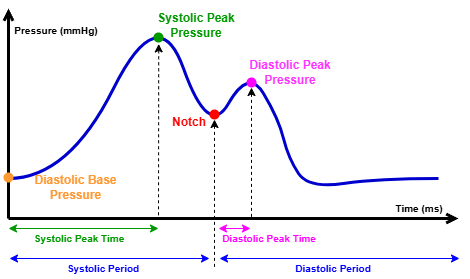 Systolic Peak
Pressure
Pressure (mmHg)
Diastolic Peak
Pressure
Notch
Diastolic Base
Pressure
Time (ms)
Systolic Peak Time
Diastolic Peak Time
Systolic Period
Diastolic Period